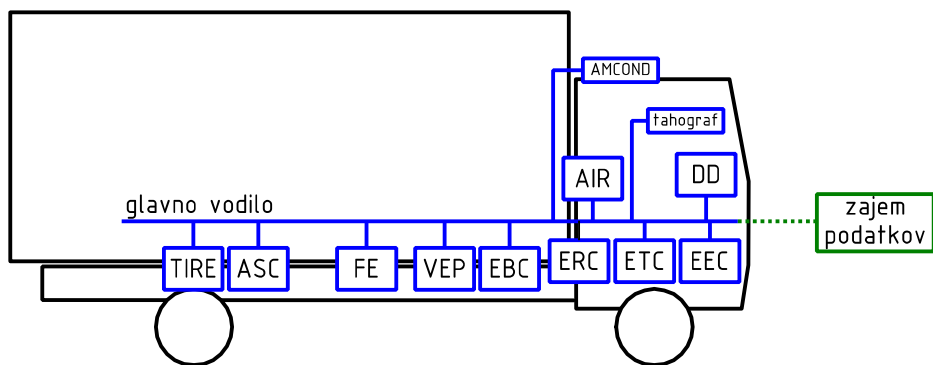 AMCOND
tahograf
AIR
DD
glavno vodilo
zajem
podatkov
TIRE
ASC
FE
VEP
EBC
ERC
ETC
EEC